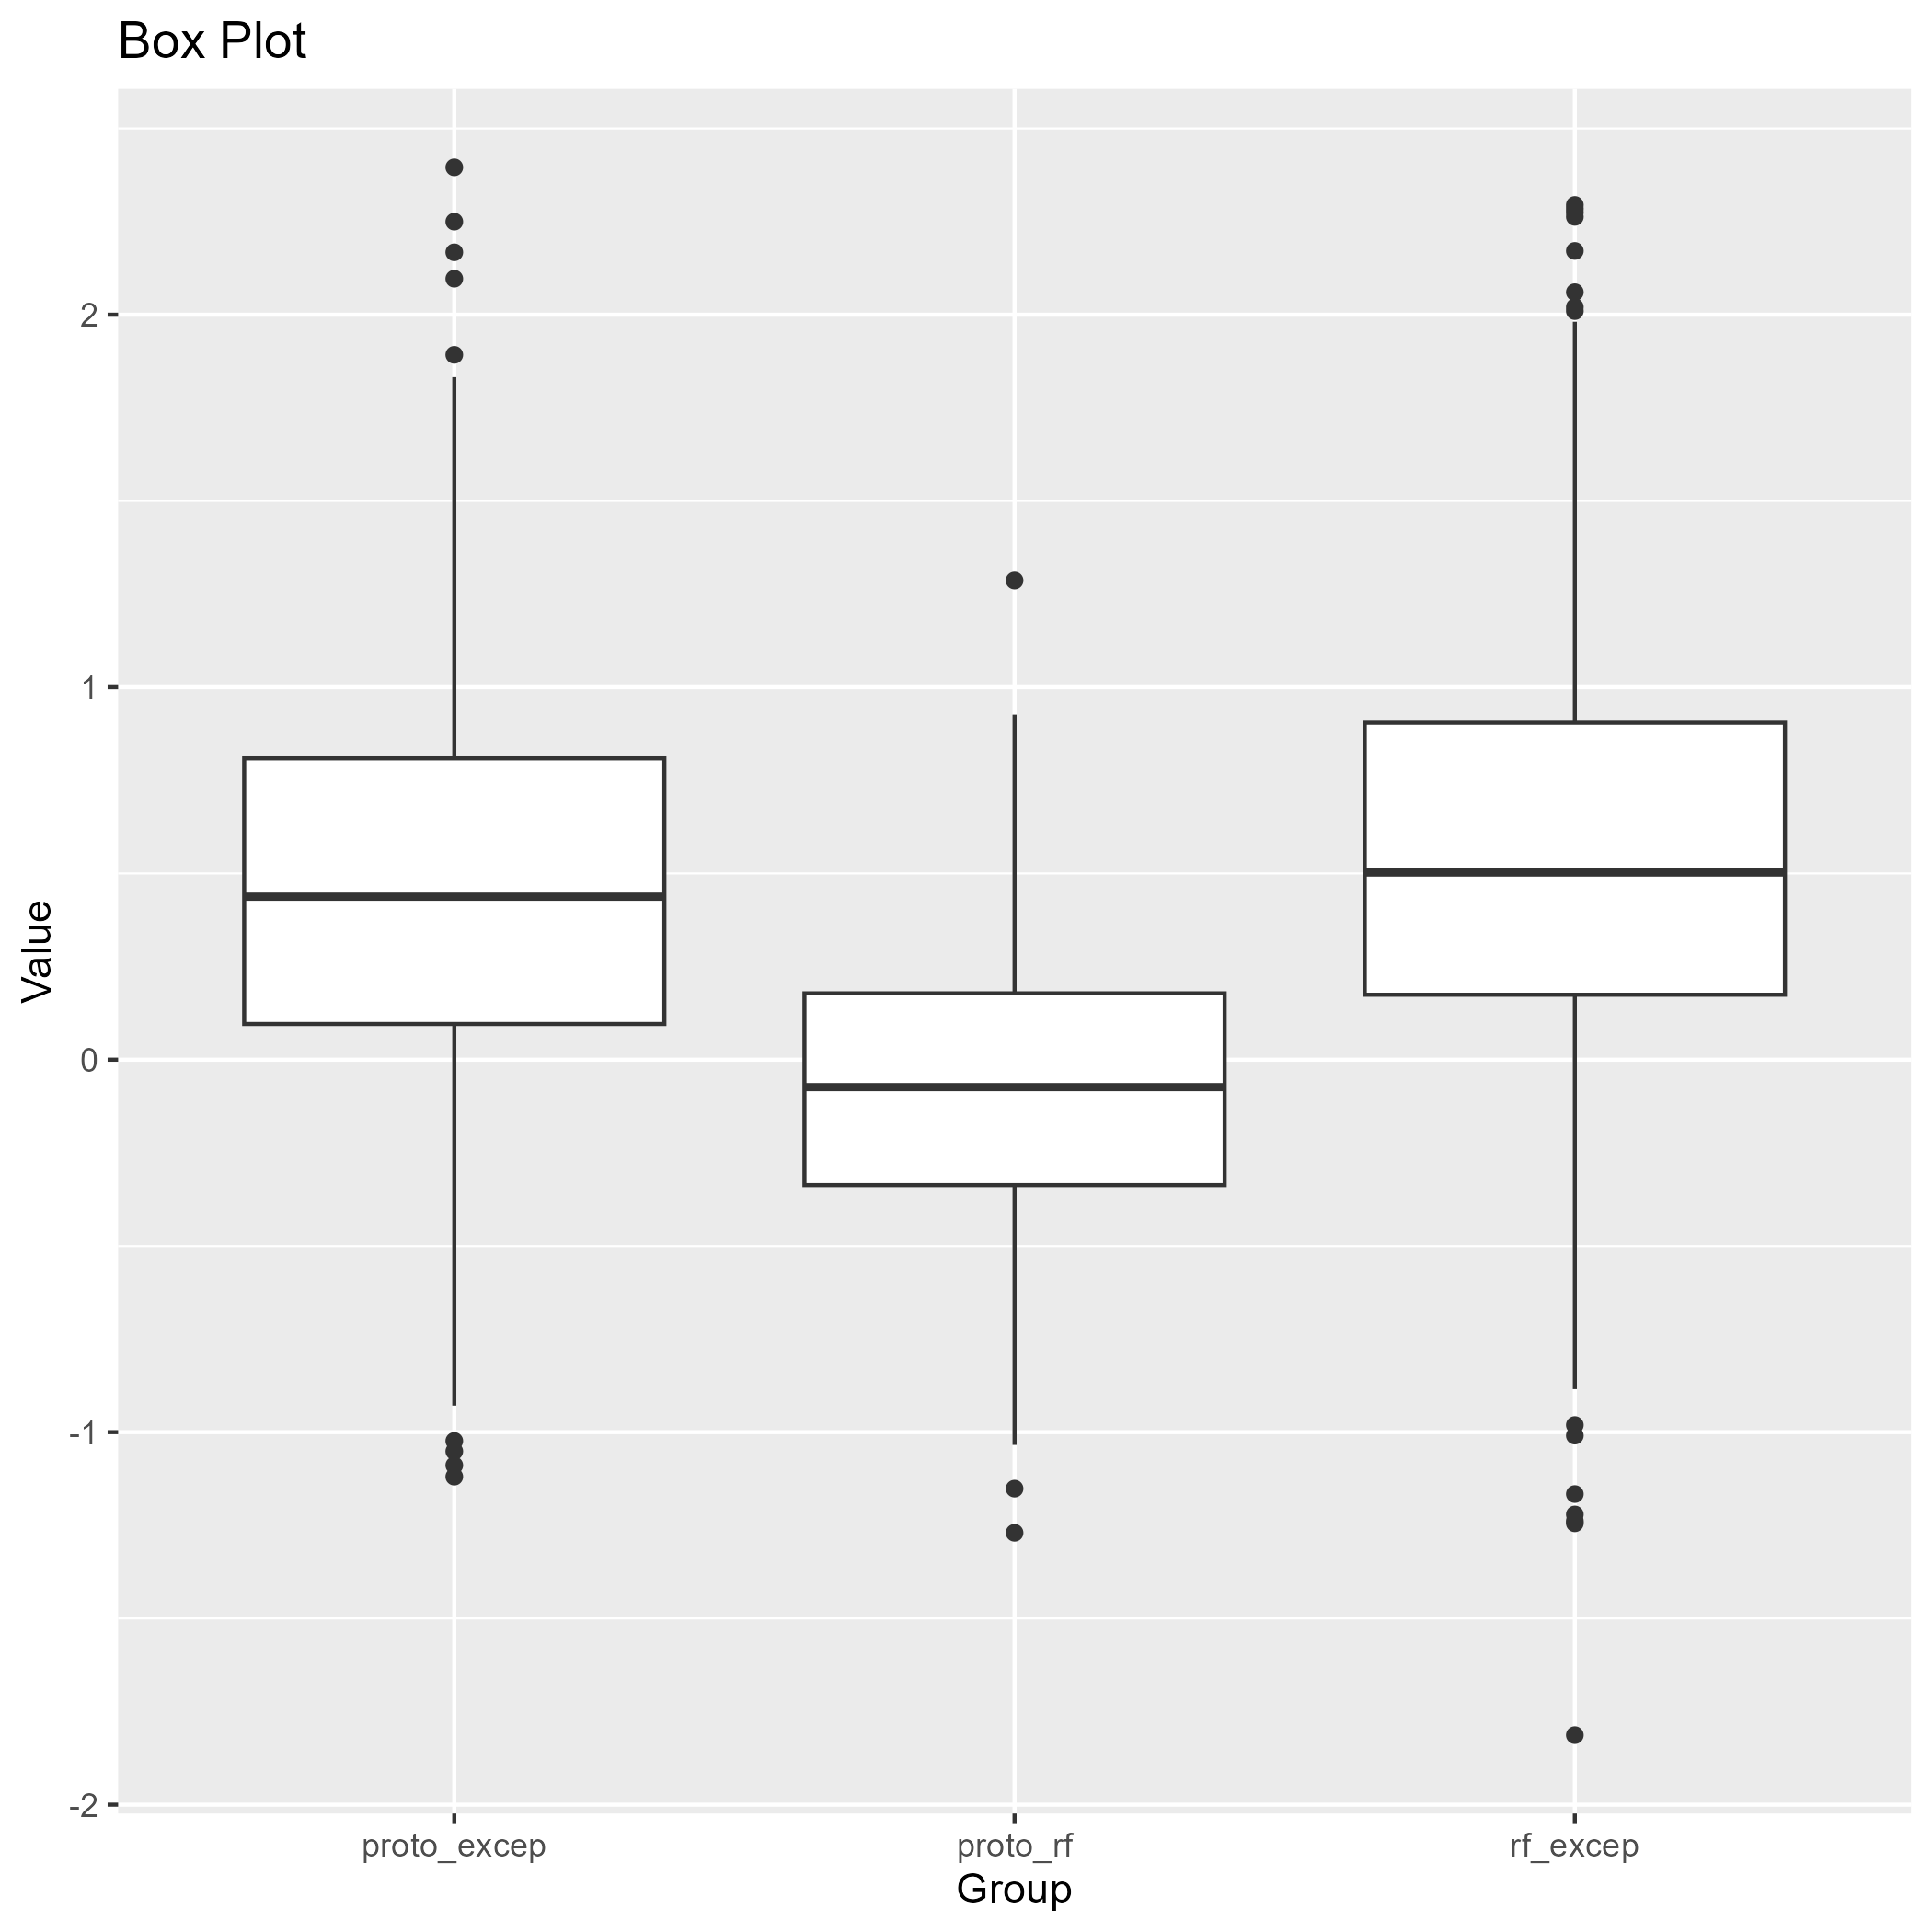 Box Plot
Value
2
1
0
-1
-2
proto_excep
proto_rf
rf_excep
Group